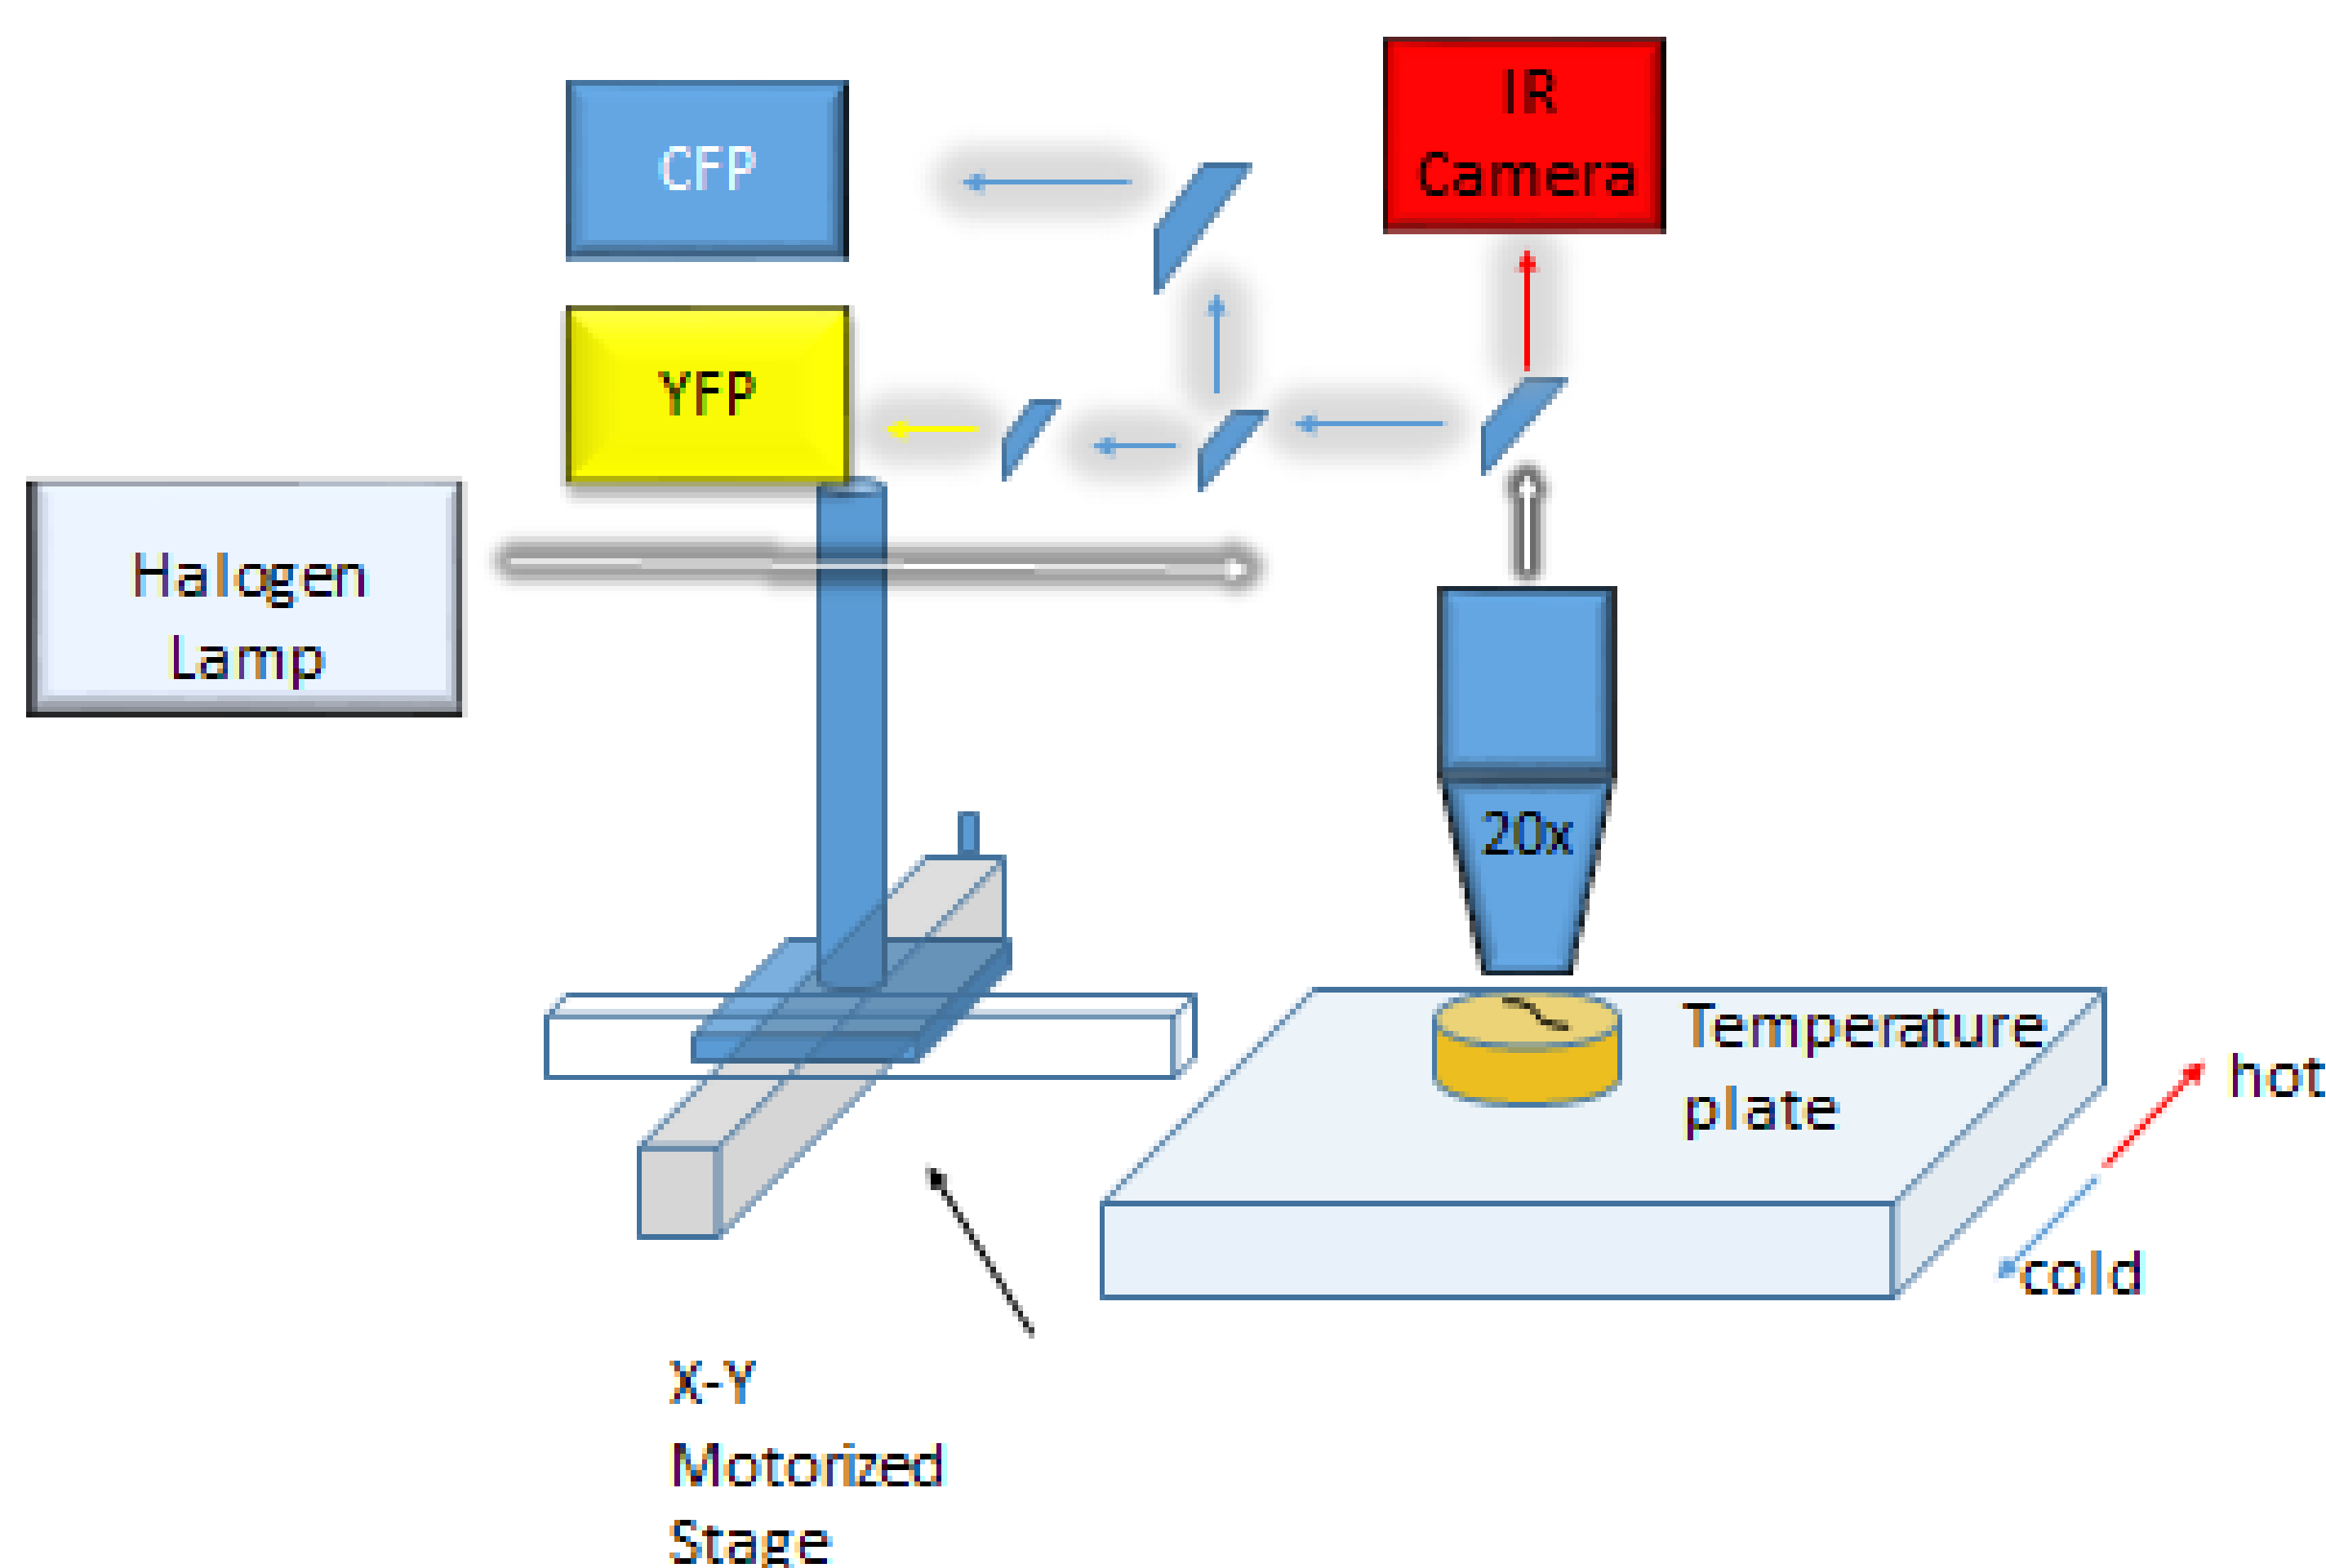 IR
Camera
CFP
YFP
Halogen
Lamp
20x
Temperature
plate
hot
cold
X-Y
Motorized
Stage